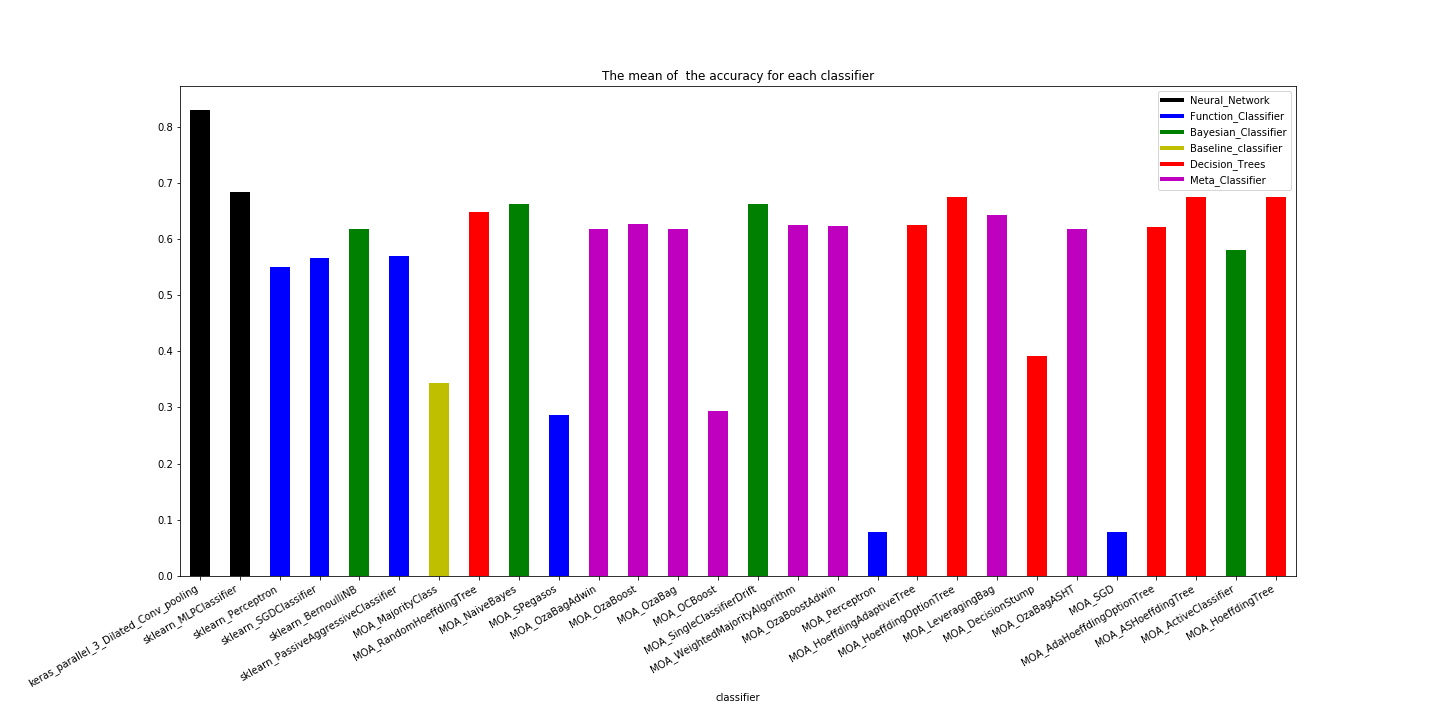 The mean of  the accuracy for each classifier
Neural_Network
Function_Classifier
Bayesian_Classifier
Baseline_classifier
Decision_Trees
Meta_Classifier
0.8
0.7
0.6
0.5
0.4
0.3
0.2
0.1
0.0
keras_parallel_3_Dilated_Conv_pooling
sklearn_MLPClassifier
sklearn_Perceptron
sklearn_SGDClassifier
sklearn_BernoulliNB
sklearn_PassiveAggressiveClassifier
MOA_MajorityClass
MOA_RandomHoeffdingTree
MOA_NaiveBayes
MOA_SPegasos
MOA_OzaBagAdwin
MOA_OzaBoost
MOA_OzaBag
MOA_OCBoost
MOA_SingleClassifierDrift
MOA_WeightedMajorityAlgorithm
MOA_OzaBoostAdwin
MOA_Perceptron
MOA_HoeffdingAdaptiveTree
MOA_HoeffdingOptionTree
MOA_LeveragingBag
MOA_DecisionStump
MOA_OzaBagASHT
MOA_SGD
MOA_AdaHoeffdingOptionTree
MOA_ASHoeffdingTree
MOA_ActiveClassifier
MOA_HoeffdingTree
classifier